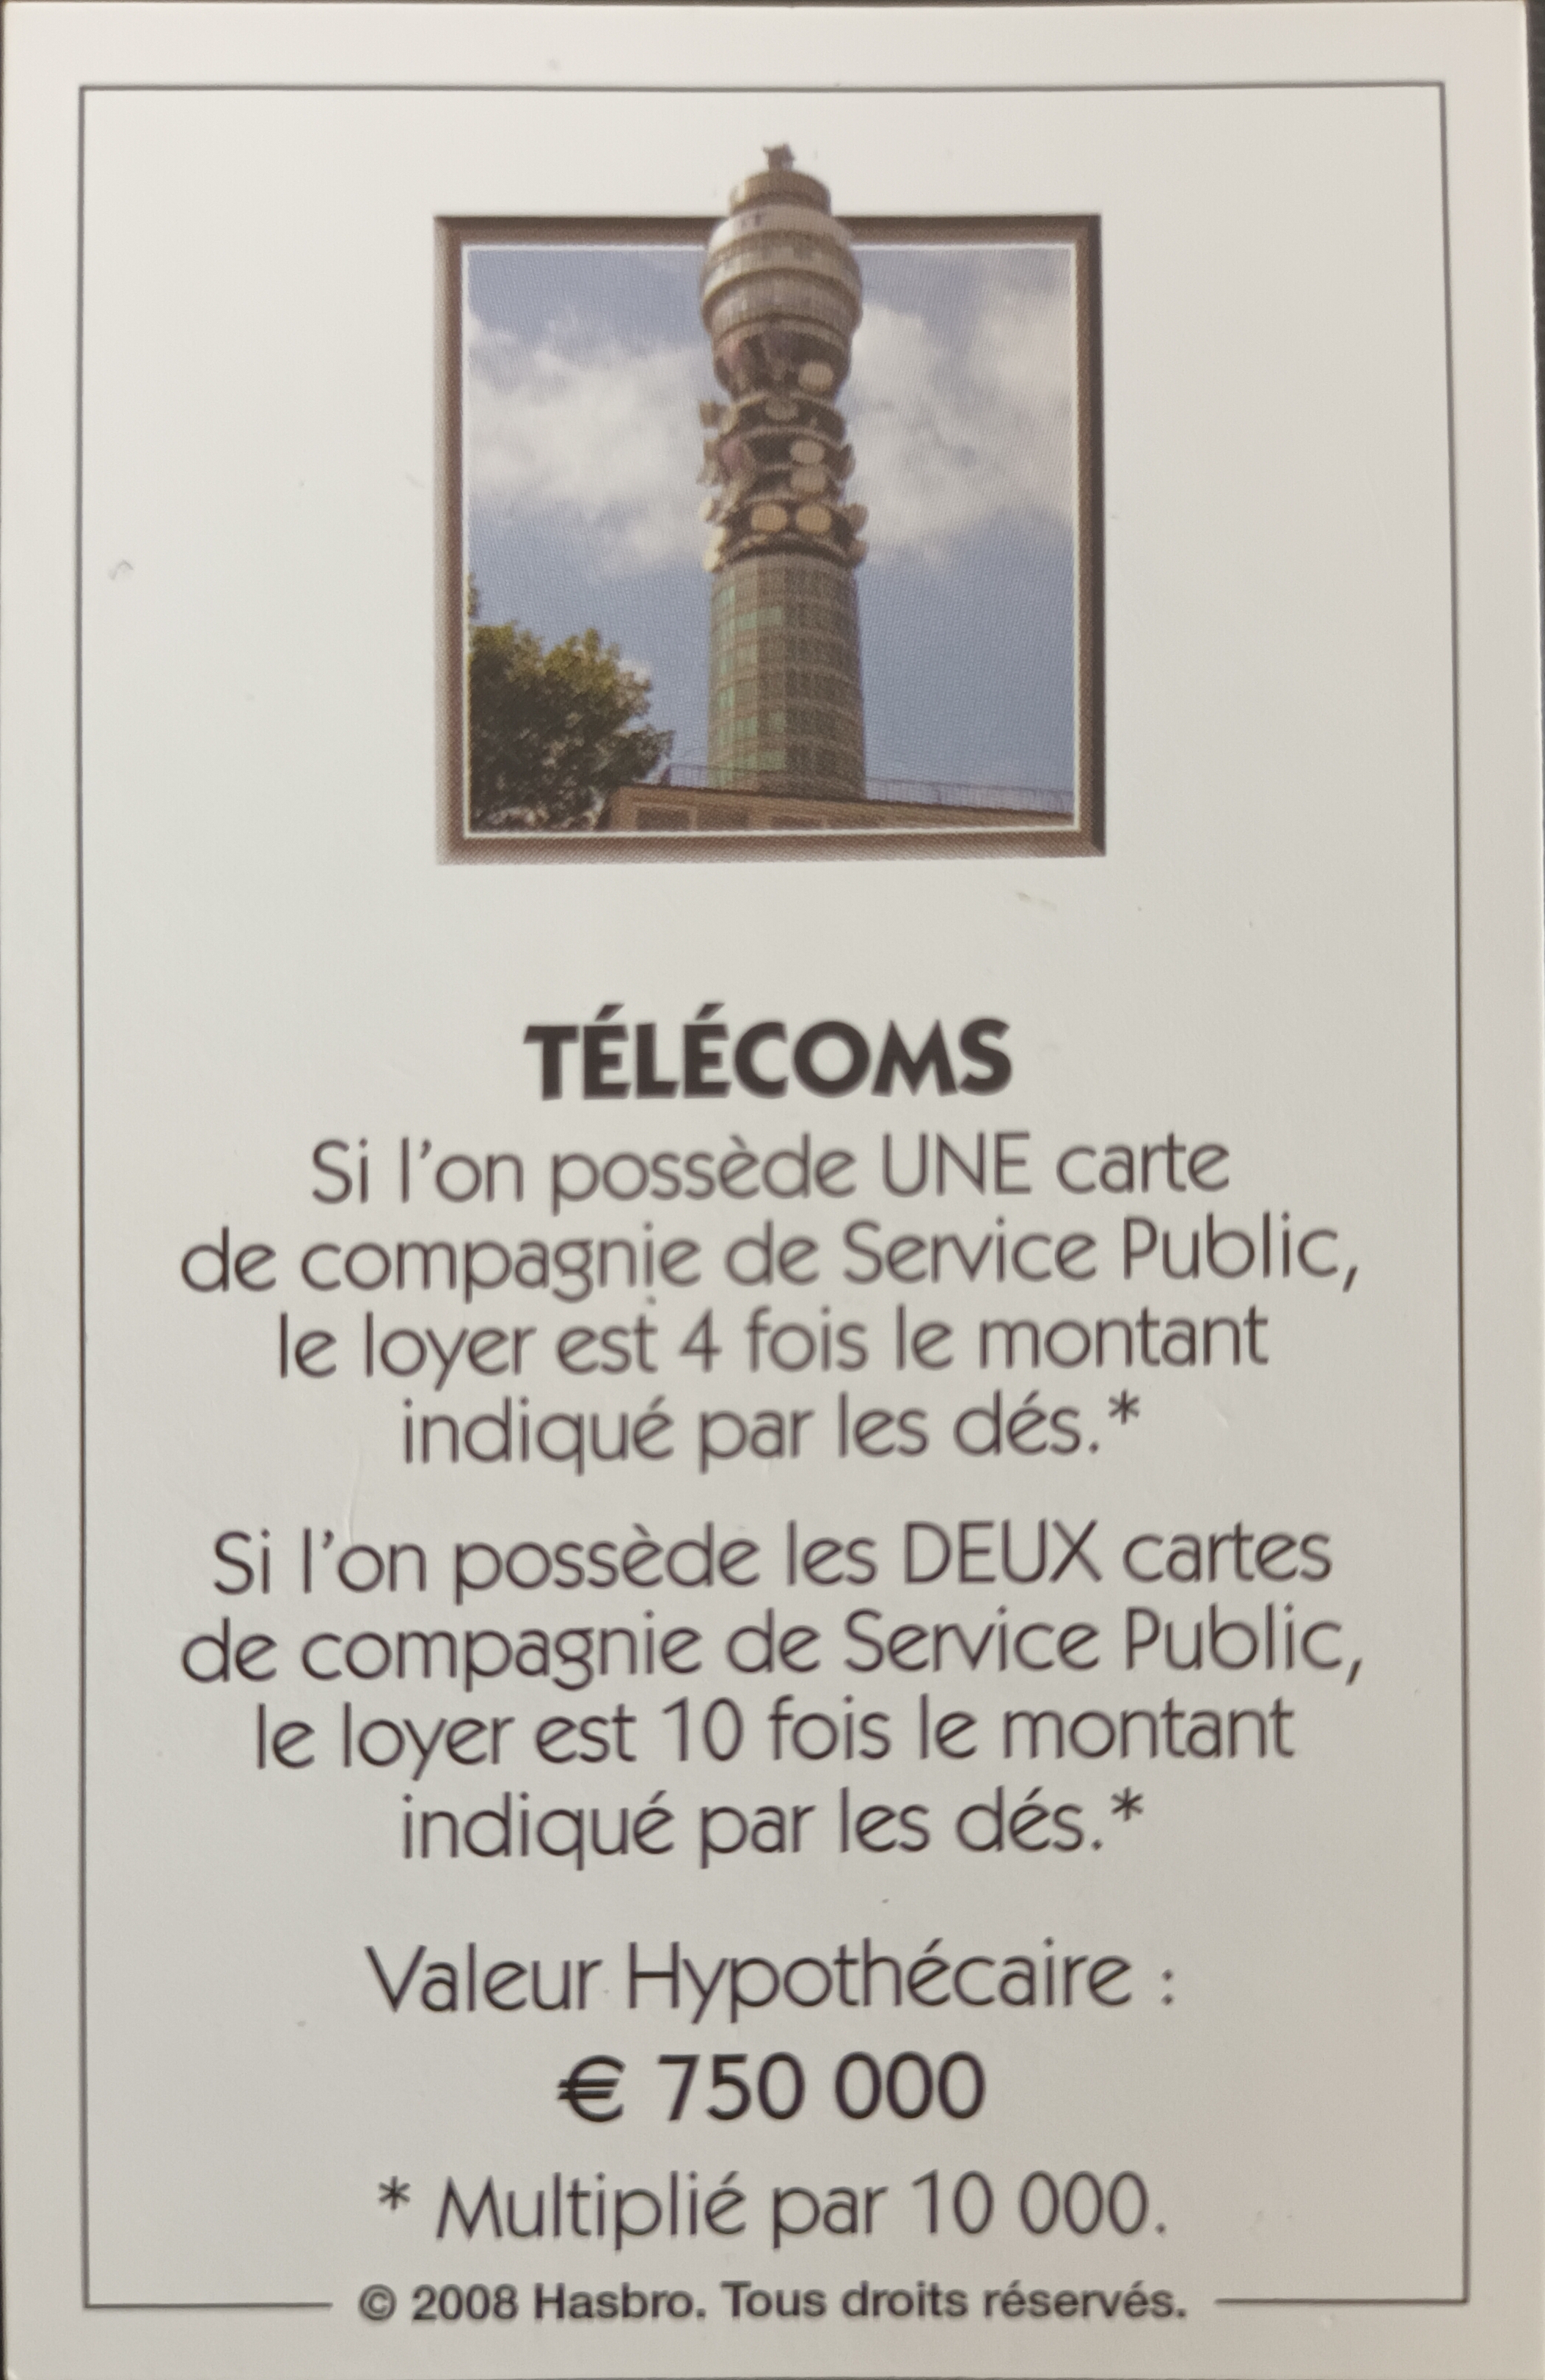 TÉLÉCOMS
Si l'on possède UNE carte
de compagnie de Service Public,
le loyer est 4 fois le montant
indiqué par les dés.*
Si l'on possède les DEUX cartes
de compagnie de Service Public,
le loyer est 10 fois le montant
indiqué par les dés.*
Valeur Hypothécaire :
€ 750 000
* Multiplié par 10 000.
© 2008 Hasbro. Tous droits réservés.